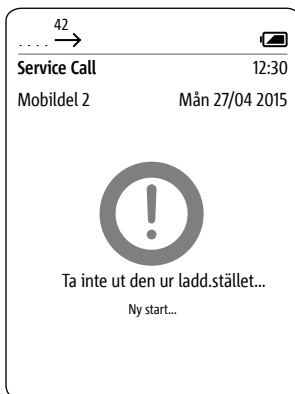 42
....
Service Call 12:30
Mobildel 2 Mån 27/04 2015
Ta inte ut den ur ladd.stället...
Ny start...